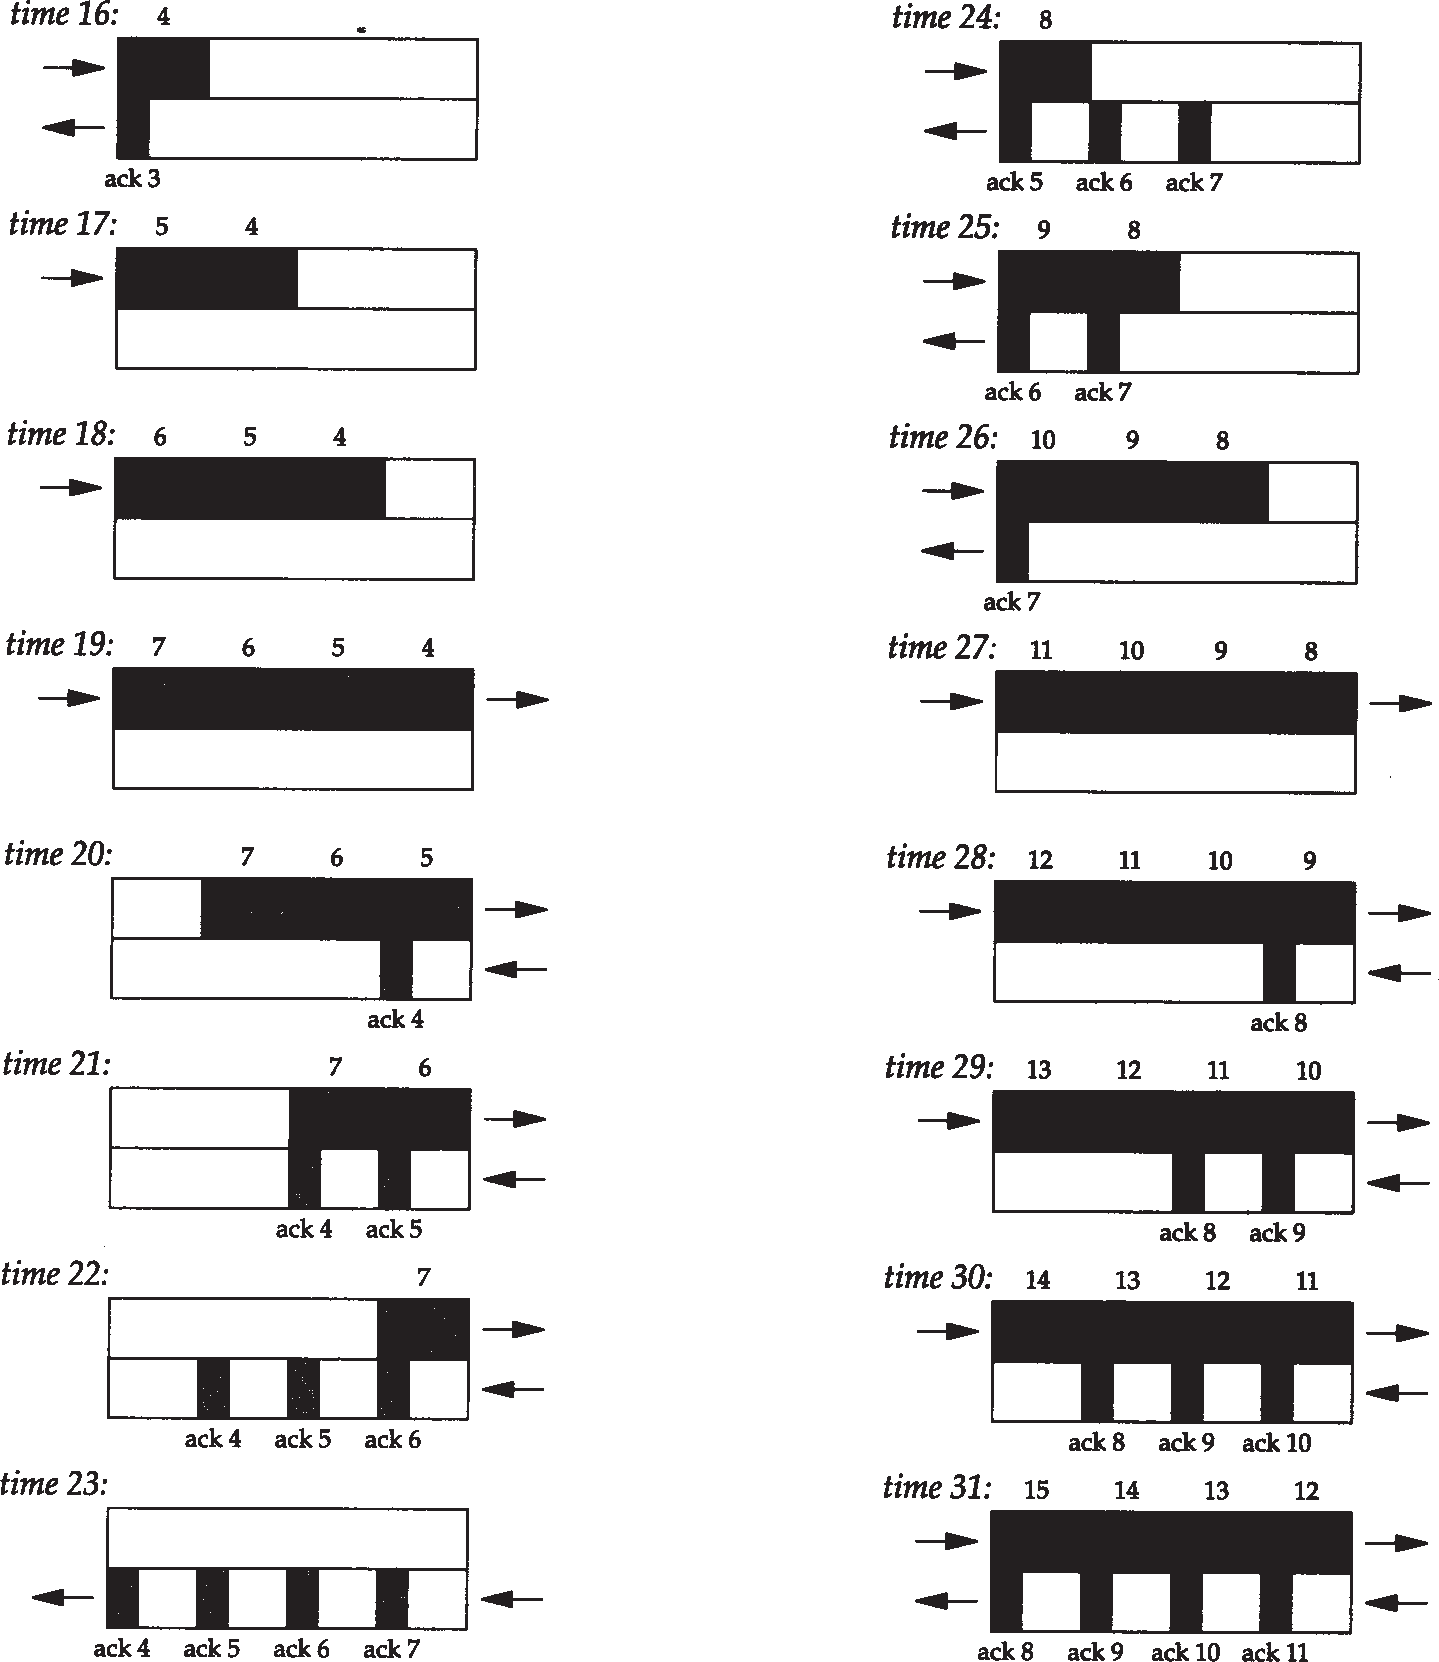 time 16: 4
ack 3
time 17: 5 4
time 18: 6 5 4
time 19: 7 6 5 4
time 20: 7 6 5
ack 4
time 21: 7 6
ack 4 ack 5
time 22: 7
ack 4 ack 5 ack 6
time 23:
ack 4 ack 5 ack 6 ack 7
time 24: 8
ack 5 ack 6 ack 7
time 25: 9 8
ack 6 ack 7
time 26: 10 9 8
ack 7
time 27: 11 10 9 8
time 28: 12 11 10 9
ack 8
time 29: 13 12 11 10
ack 8 ack 9
time 30: 14 13 12 11
ack 8 ack 9 ack 10
time 31: 15 14 13 12
ack 8 ack 9 ack 10 ack 11